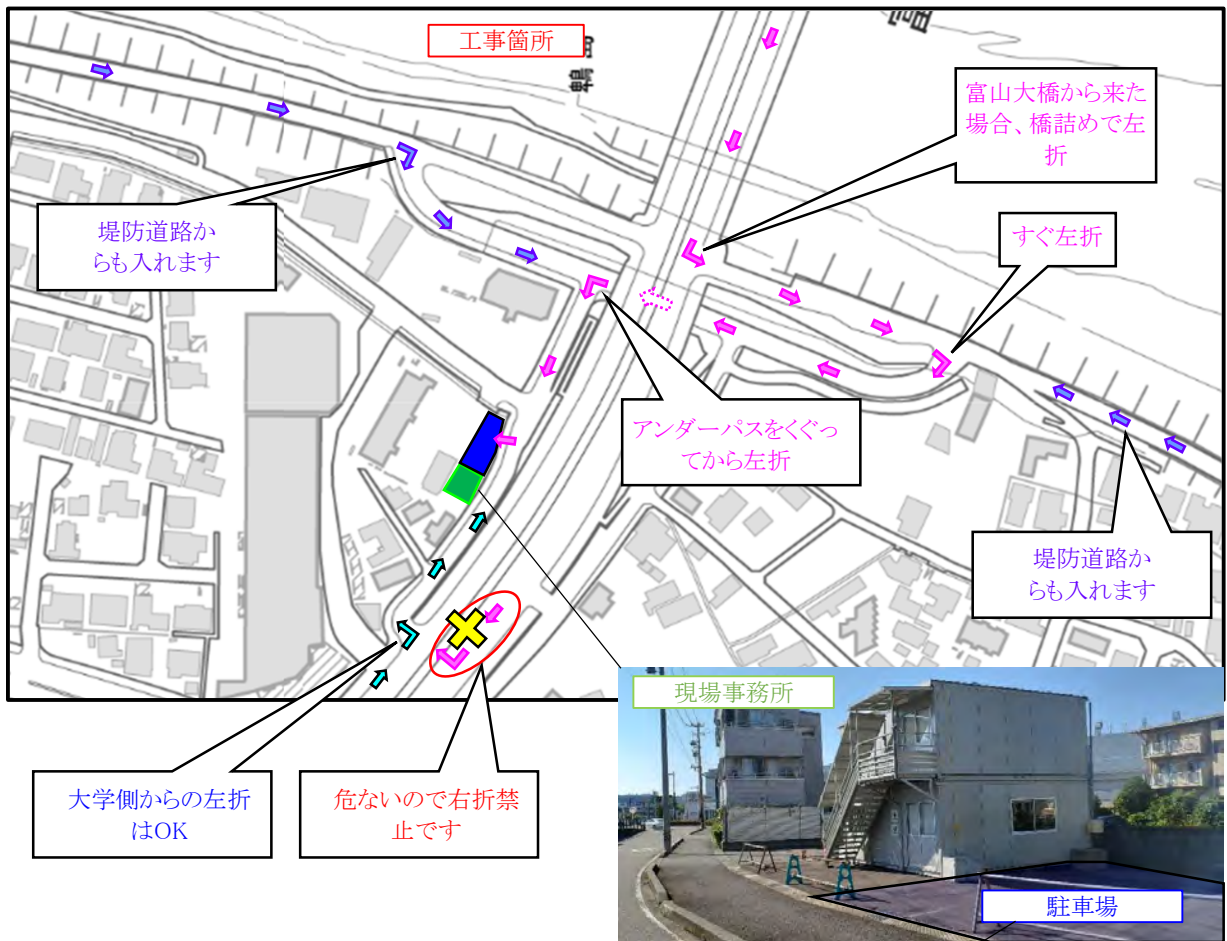 工事箇所
鵯島
富
富山大橋から来た
場合、橋詰めで左
折
堤防道路か
らも入れます
すぐ左折
アンダーパスをくぐっ
てから左折
堤防道路か
らも入れます
現場事務所
大学側からの左折
はOK
危ないので右折禁
止です
駐車場